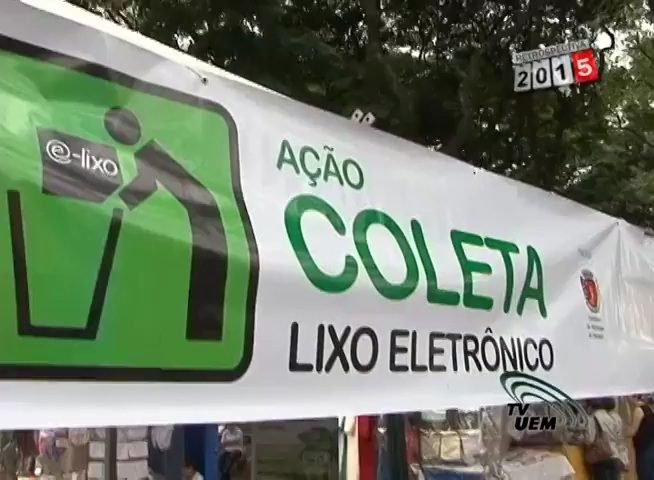 RETROSPECTIVA
2015
e-lixo
AÇÃO
COLETA
LIXO ELETRÔNICO
TV
UEM